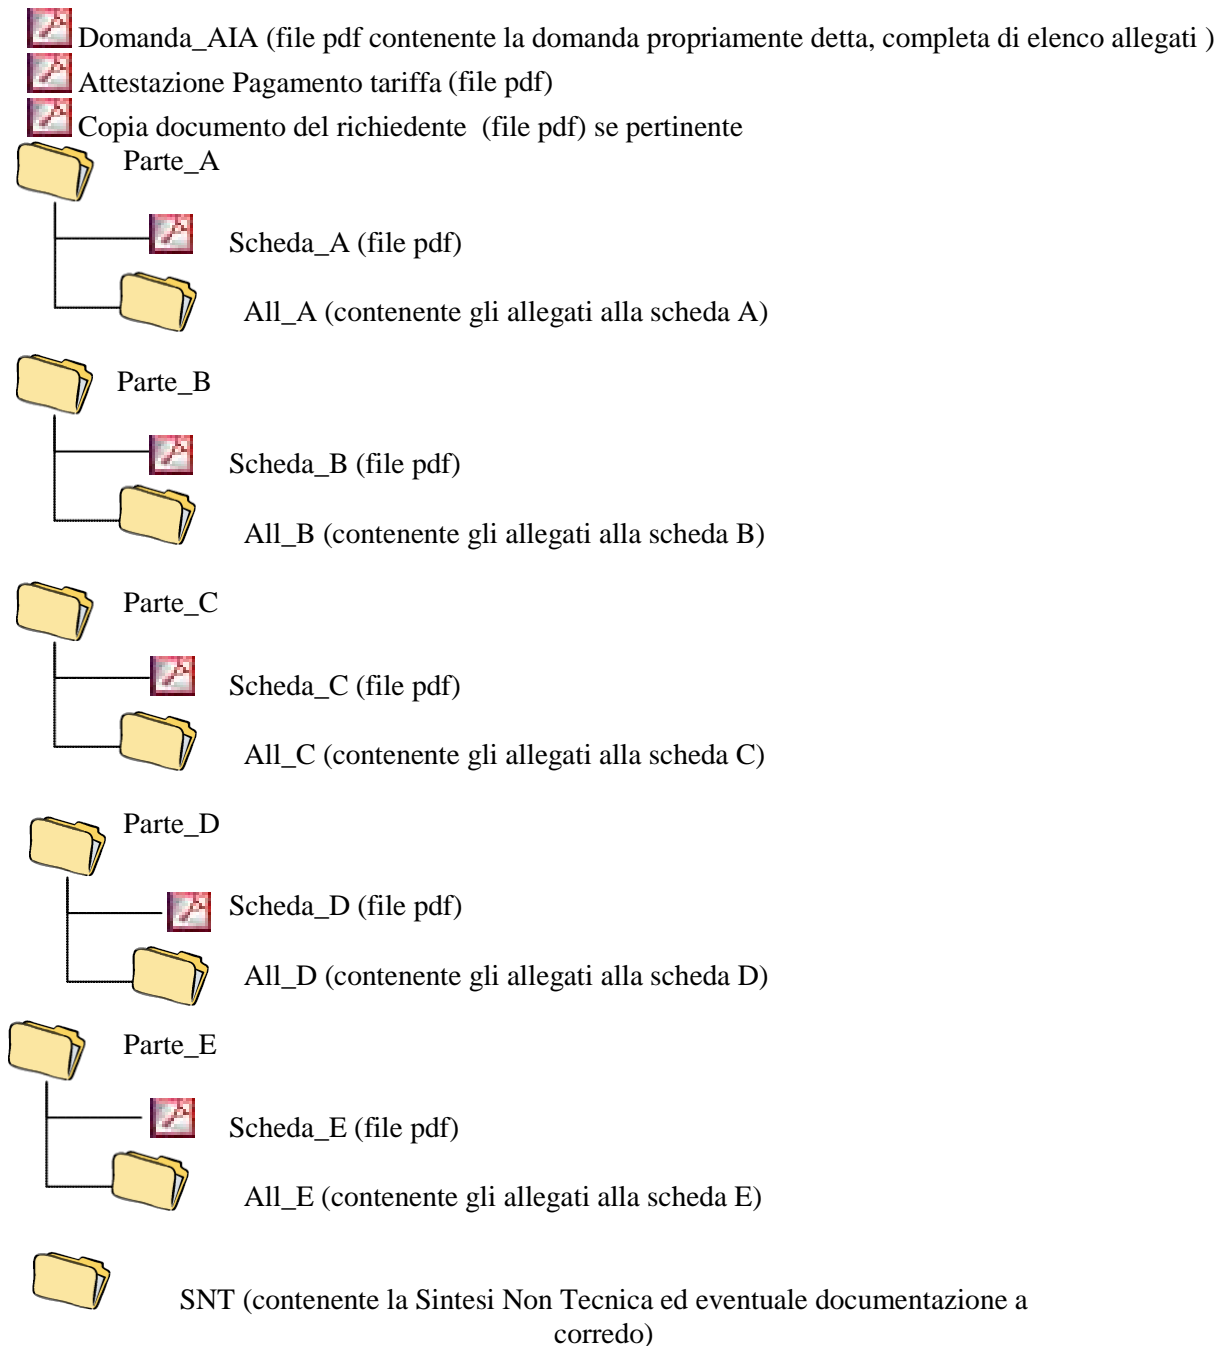 Domanda_AIA (file pdf contenente la domanda propriamente detta, completa di elenco allegati )
Attestazione Pagamento tariffa (file pdf)
Copia documento del richiedente  (file pdf) se pertinente
Parte_A
Scheda_A (file pdf)
All_A (contenente gli allegati alla scheda A)
Parte_B
Scheda_B (file pdf)
All_B (contenente gli allegati alla scheda B)
Parte_C
Scheda_C (file pdf)
All_C (contenente gli allegati alla scheda C)
Parte_D
Scheda_D (file pdf)
All_D (contenente gli allegati alla scheda D)
Parte_E
Scheda_E (file pdf)
All_E (contenente gli allegati alla scheda E)
SNT (contenente la Sintesi Non Tecnica ed eventuale documentazione a
corredo)